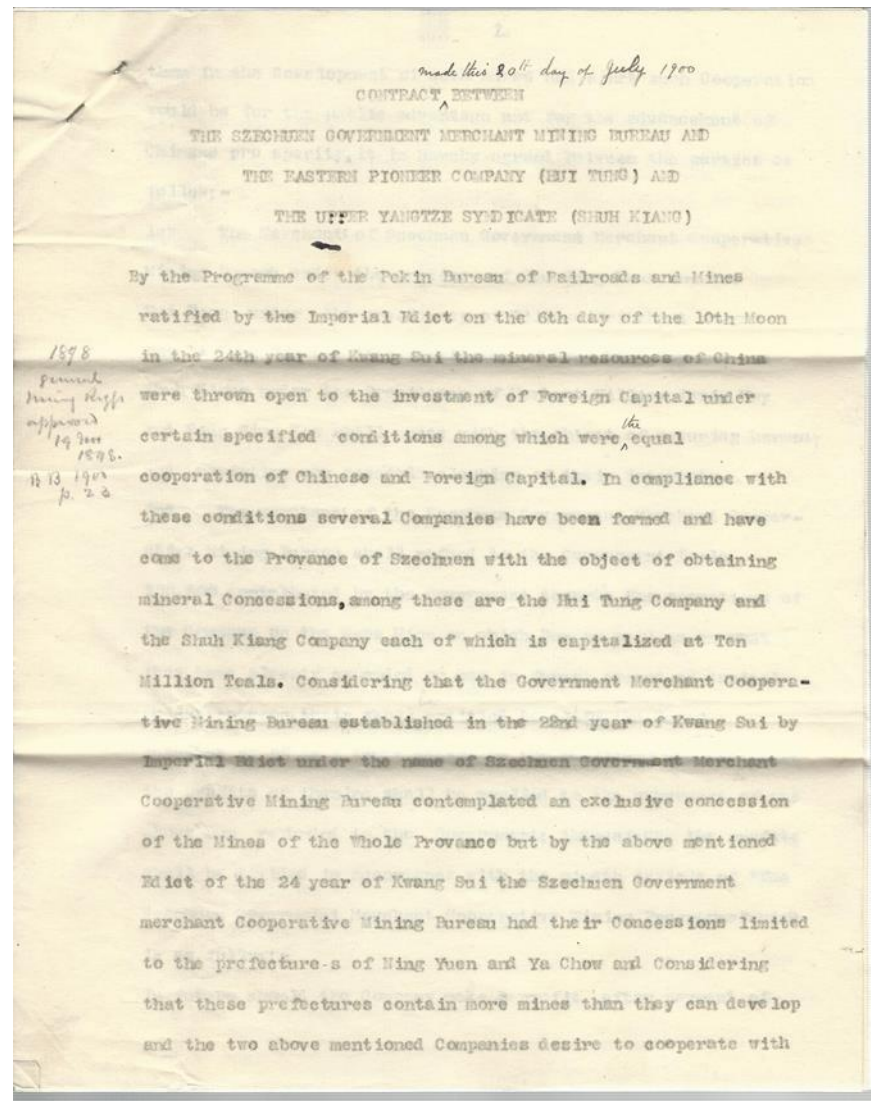 made this 20th day of July 1900
CONTRACT ^ BETWEEN
THE SZECHUEN GOVERNMENT MERCHANT MINING BUREAU AND
THE EASTERN PIONEER COMPANY (HUI TUNG) AND
THE UPPER YANGTZE SYNDICATE (SHUH KIANG)
By the Programme of the Pekin Bureau of Railroads and Mines
ratified by the Imperial Edict on the 6th day of the 10th Moon
in the 24th year of Kwang Sui the mineral resources of China
were thrown open to the investment of Foreign Capital under
certain specified conditions among which were ^the equal
cooperation of Chinese and Foreign Capital. In compliance with
these conditions several Companies have been formed and have
come to the Provance of Szechuen with the object of obtaining
mineral Concessions, among these are the Hui Tung Company and
the Shuh Kiang Company each of which is capitalized at Ten
Million Teals. Considering that the Government Merchant Coopera-
tive Mining Bureau established in the 22nd year of Kwang Sui by
Imperial Edict under the name of Szechuen Government Merchant
Cooperative Mining Bureau contemplated an exclusive concession
of the Mines of the Whole Provance but by the above mentioned
Edict of the 24 year of Kwang Sui the Szechuen Government
merchant Cooperative Mining Bureau had their Concessions limited
to the prefecture-s of Ning Yuen and Ya Chow and Considering
that these prefectures contain more mines than they can develop
and the two above mentioned Companies desire to cooperate with
1898
general
mining Regs
approved
19 Nov
1898.
BB 1900
p. 23